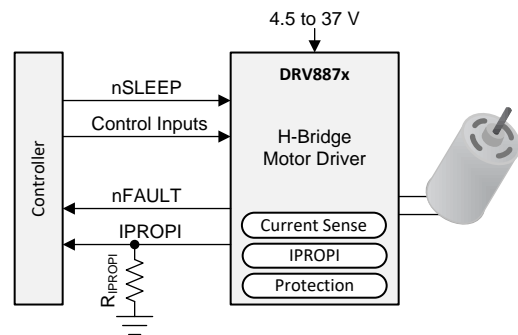 4.5 to 37 V
DRV887x
nSLEEP
Control Inputs
H-Bridge
Motor Driver
Controller
nFAULT
IPROPI
Current Sense
IPROPI
Protection
RIPROPI